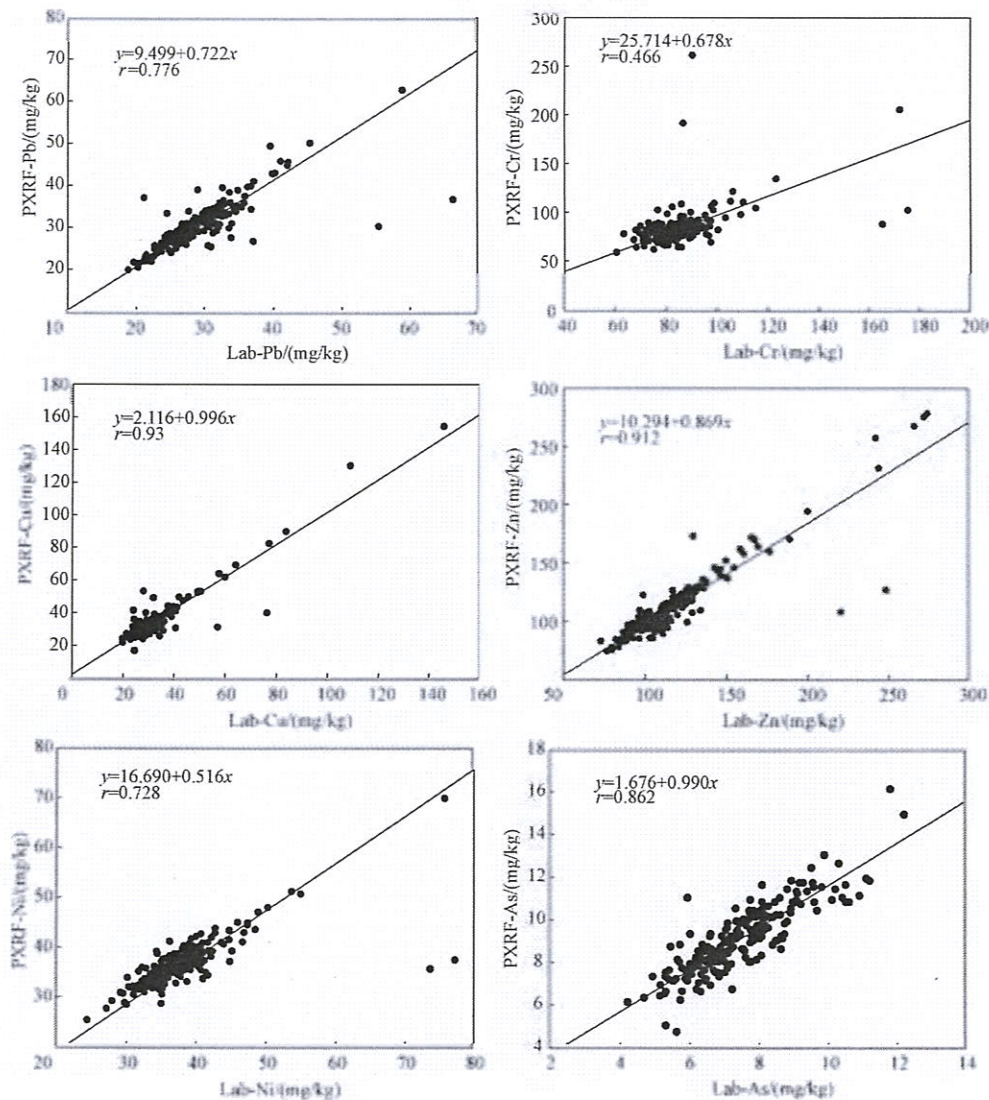 80
70
60
50
40
30
20
10 20 30 40 50 60 70
PXRF-Pb/(mg/kg)
Lab-Pb/(mg/kg)
y=9.499+0.722x
r=0.776
300
250
200
150
100
50
0
40 60 80 100 120 140 160 180 200
PXRF-Cr/(mg/kg)
Lab-Cr/(mg/kg)
y=25.714+0.678x
r=0.466
180
160
140
120
100
80
60
40
20
0 20 40 60 80 100 120 140 160
PXRF-Cu/(mg/kg)
Lab-Cu/(mg/kg)
y=2.116+0.996x
r=0.93
300
250
200
150
100
50 100 150 200 250 300
PXRF-Zn/(mg/kg)
Lab-Zn/(mg/kg)
y=10.294+0.869x
r=0.912
80
70
60
50
40
30
20 30 40 50 60 70 80
PXRF-Ni/(mg/kg)
Lab-Ni/(mg/kg)
y=16.690+0.516x
r=0.728
18
16
14
12
10
8
6
4
2 4 6 8 10 12 14
PXRF-As/(mg/kg)
Lab-As/(mg/kg)
y=1.676+0.990x
r=0.862